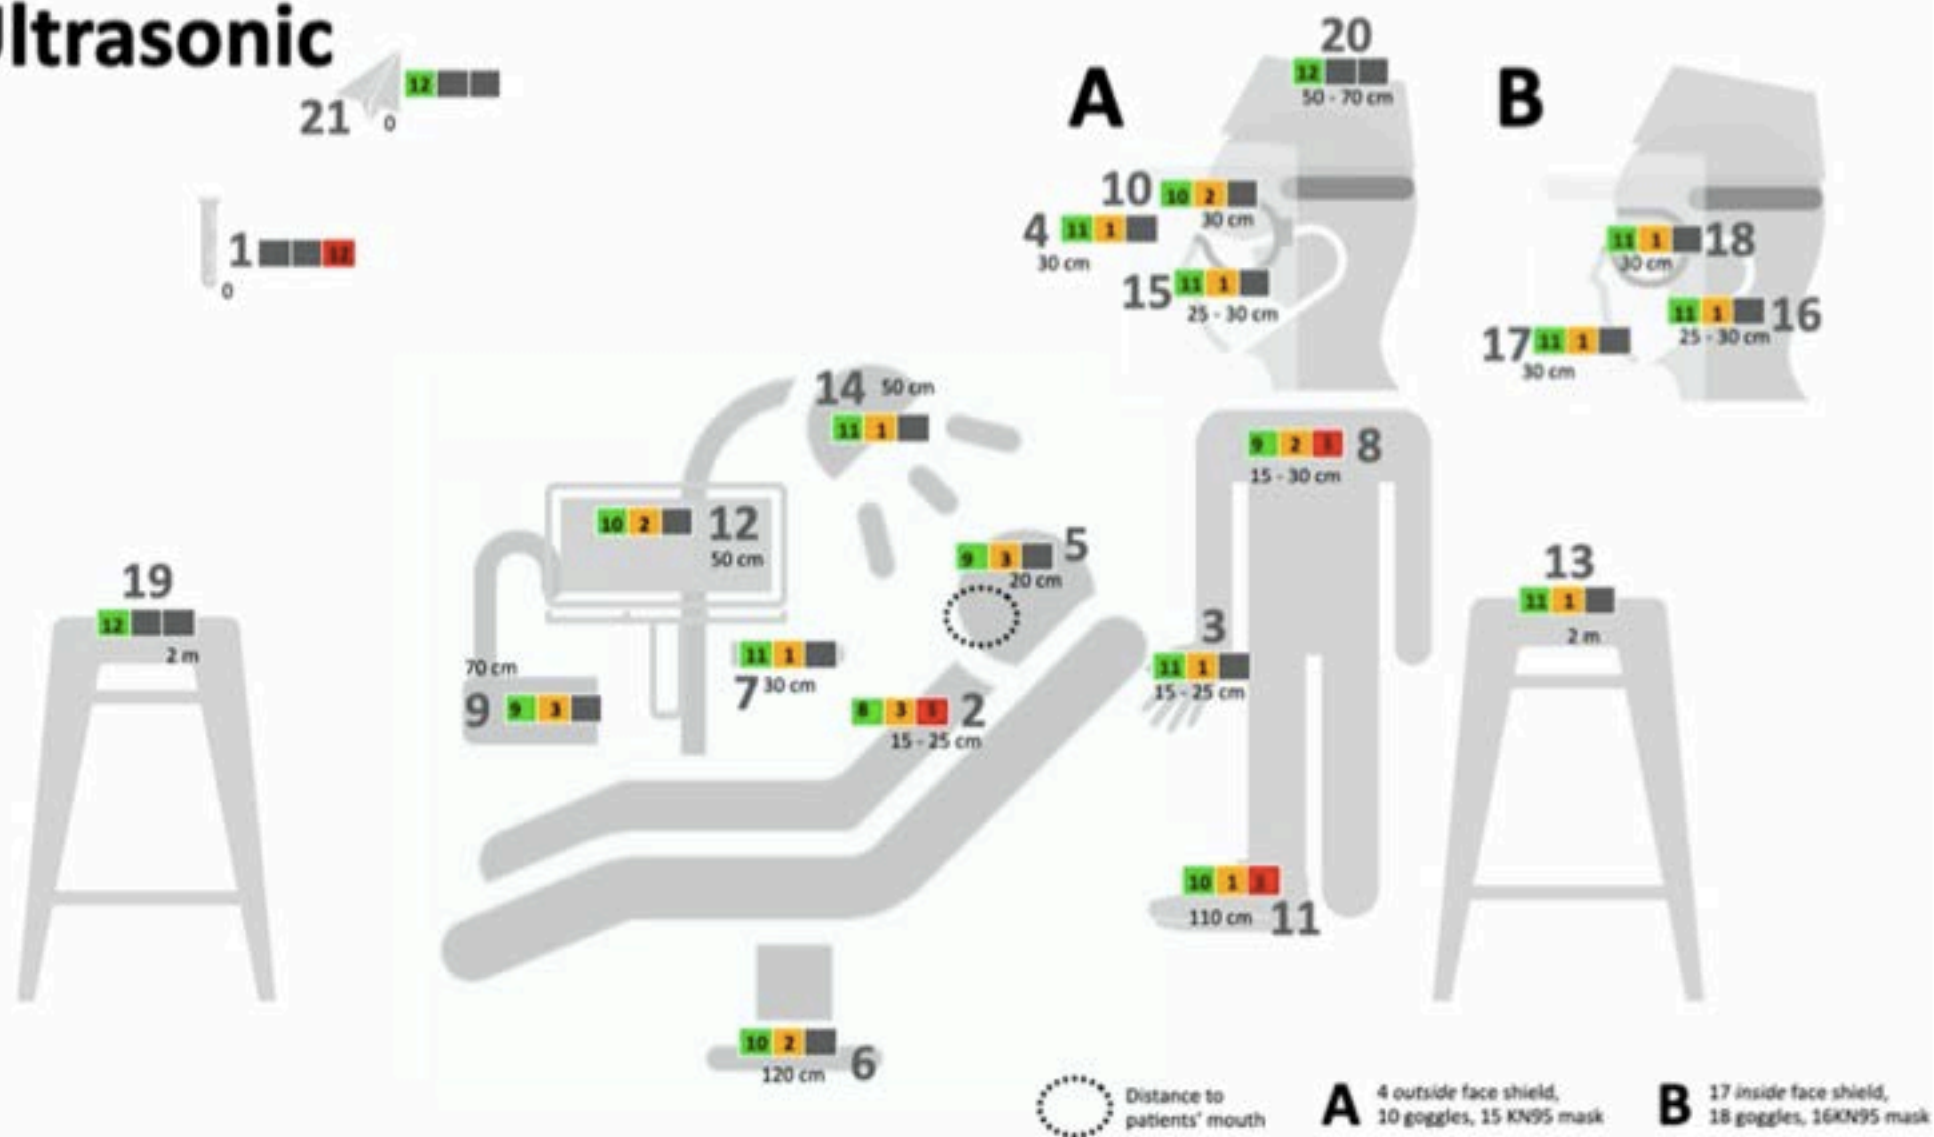 ltrasonic
21 12
0
1 12
0
20
12
50 - 70 cm
A
10 10 2
30 cm
4 11 1
30 cm
15 11 1
25 - 30 cm
B
11 1 18
30 cm
11 1 16
25 - 30 cm
17 11 1
30 cm
14 50 cm
11 1
9 2 8
15 - 30 cm
10 2 12
50 cm
5
9 3
20 cm
19
12
2 m
13
11 1
2 m
3
11 1
15 - 25 cm
70 cm
9 9 3
11 1
7 30 cm
3 2
15 - 25 cm
10 1
110 cm 11
10 2
6
120 cm
Distance to
patients' mouth
A
4 outside face shield,
10 goggles, 15 KN95 mask
B
17 inside face shield,
18 goggles, 16KN95 mask